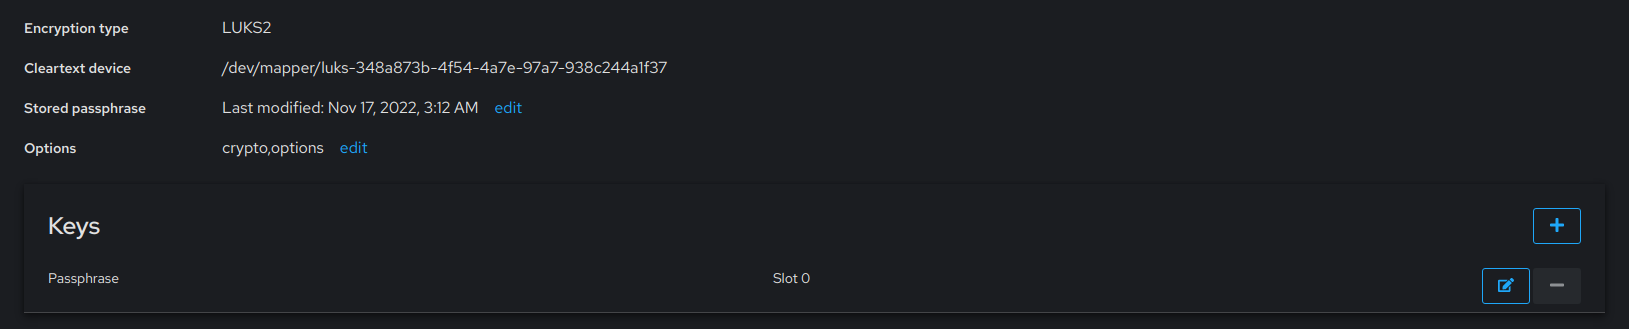 Encryption type LUKS2
Cleartext device /dev/mapper/luks-348a873b-4f54-4a7e-97a7-938c244a1f37
Stored passphrase Last modified: Nov 17, 2022, 3:12 AM edit
Options crypto,options edit
Keys
Passphrase Slot 0